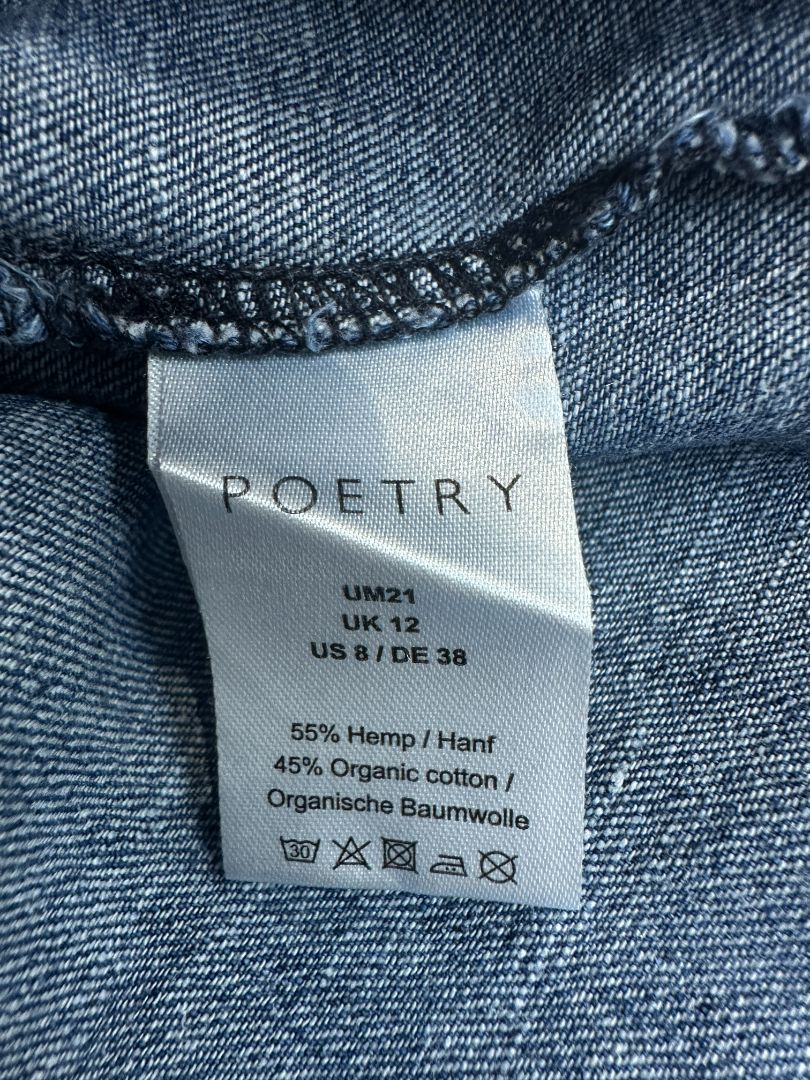 POETRY
UM21
UK 12
US 8 / DE 38
55% Hemp / Hanf
45% Organic cotton /
Organische Baumwolle
30